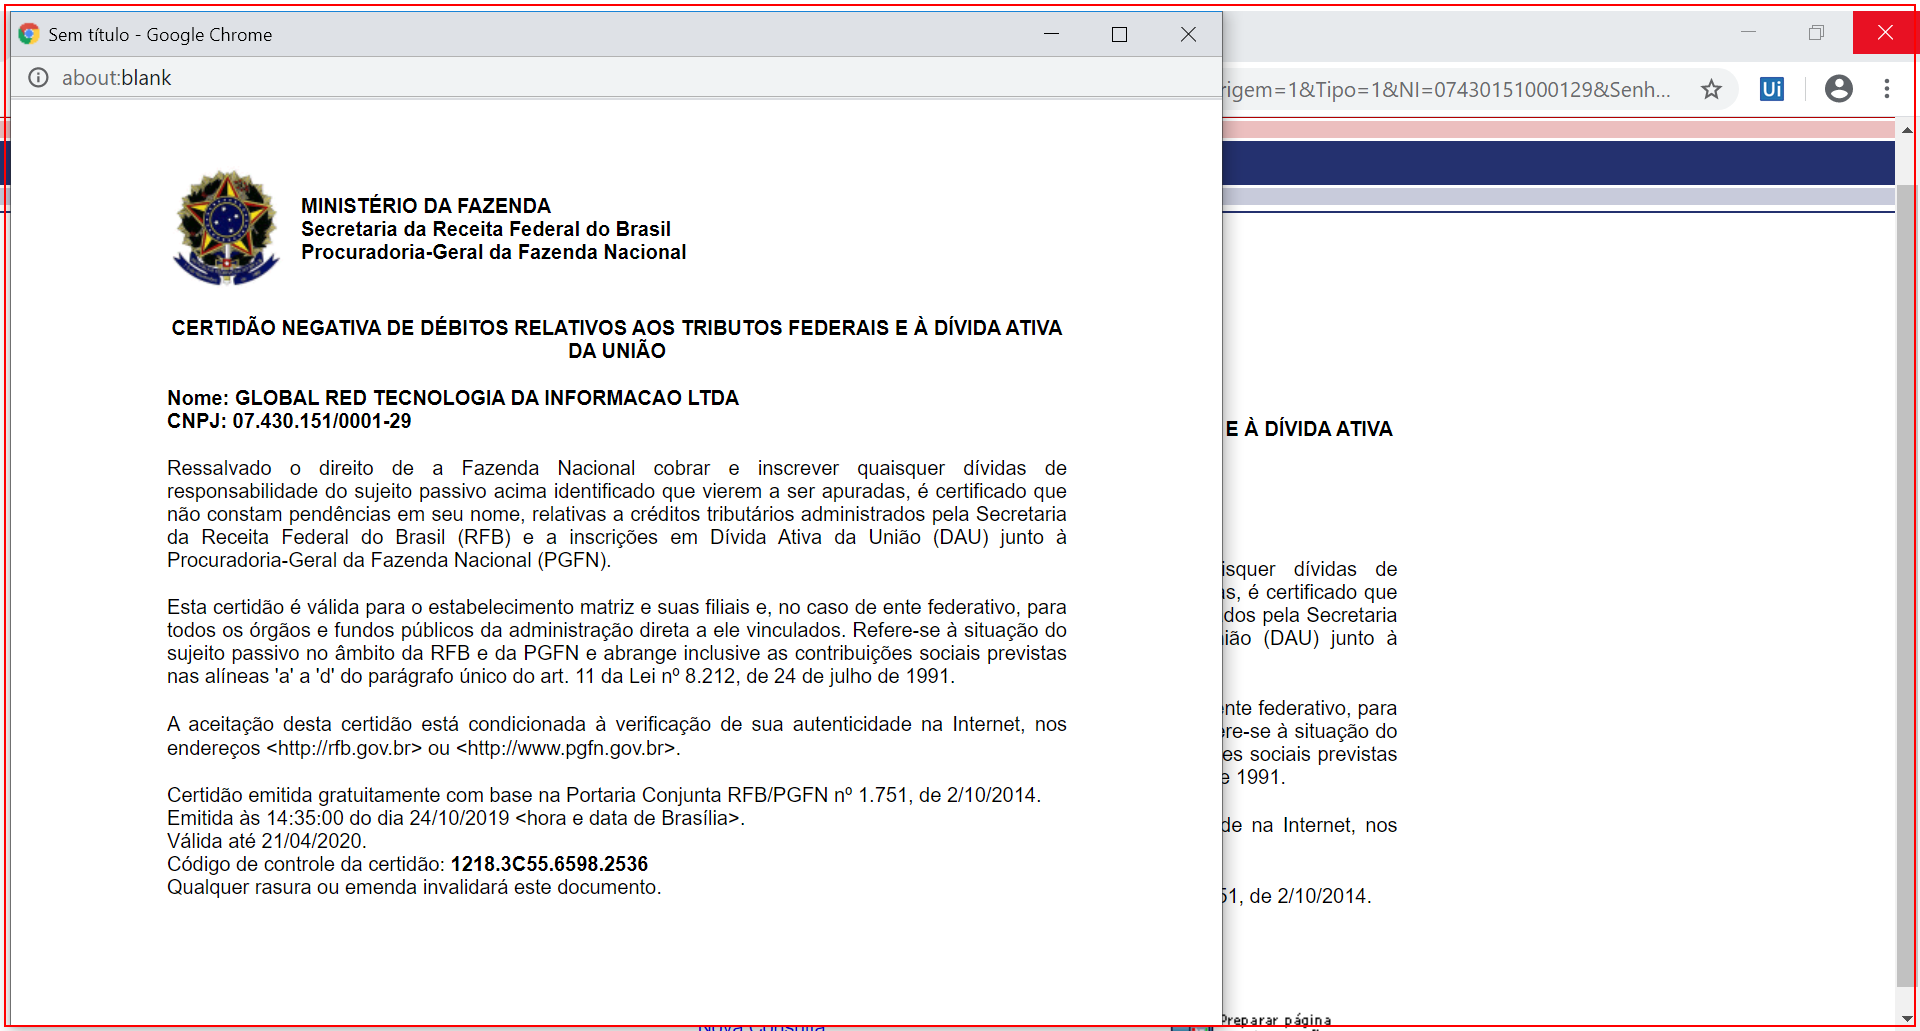 Sem título - Google Chrome
about:blank
rigem=1&Tipo=1&NI=07430151000129&Senh...
Ui
MINISTÉRIO DA FAZENDA
Secretaria da Receita Federal do Brasil
Procuradoria-Geral da Fazenda Nacional
CERTIDÃO NEGATIVA DE DÉBITOS RELATIVOS AOS TRIBUTOS FEDERAIS E À DÍVIDA ATIVA
DA UNIÃO
Nome: GLOBAL RED TECNOLOGIA DA INFORMACAO LTDA
CNPJ: 07.430.151/0001-29
Ressalvado o direito de a Fazenda Nacional cobrar e inscrever quaisquer dívidas de
responsabilidade do sujeito passivo acima identificado que vierem a ser apuradas, é certificado que
não constam pendências em seu nome, relativas a créditos tributários administrados pela Secretaria
da Receita Federal do Brasil (RFB) e a inscrições em Dívida Ativa da União (DAU) junto à
Procuradoria-Geral da Fazenda Nacional (PGFN).
Esta certidão é válida para o estabelecimento matriz e suas filiais e, no caso de ente federativo, para
todos os órgãos e fundos públicos da administração direta a ele vinculados. Refere-se à situação do
sujeito passivo no âmbito da RFB e da PGFN e abrange inclusive as contribuições sociais previstas
nas alíneas 'a' a 'd' do parágrafo único do art. 11 da Lei nº 8.212, de 24 de julho de 1991.
A aceitação desta certidão está condicionada à verificação de sua autenticidade na Internet, nos
endereços <http://rfb.gov.br> ou <http://www.pgfn.gov.br>.
Certidão emitida gratuitamente com base na Portaria Conjunta RFB/PGFN nº 1.751, de 2/10/2014.
Emitida às 14:35:00 do dia 24/10/2019 <hora e data de Brasília>.
Válida até 21/04/2020.
Código de controle da certidão: 1218.3C55.6598.2536
Qualquer rasura ou emenda invalidará este documento.
E À DÍVIDA ATIVA
isquer dívidas de
as, é certificado que
dos pela Secretaria
nião (DAU) junto à
ente federativo, para
ere-se à situação do
es sociais previstas
e 1991.
de na Internet, nos
51, de 2/10/2014.
Nova Consulta
Preparar página